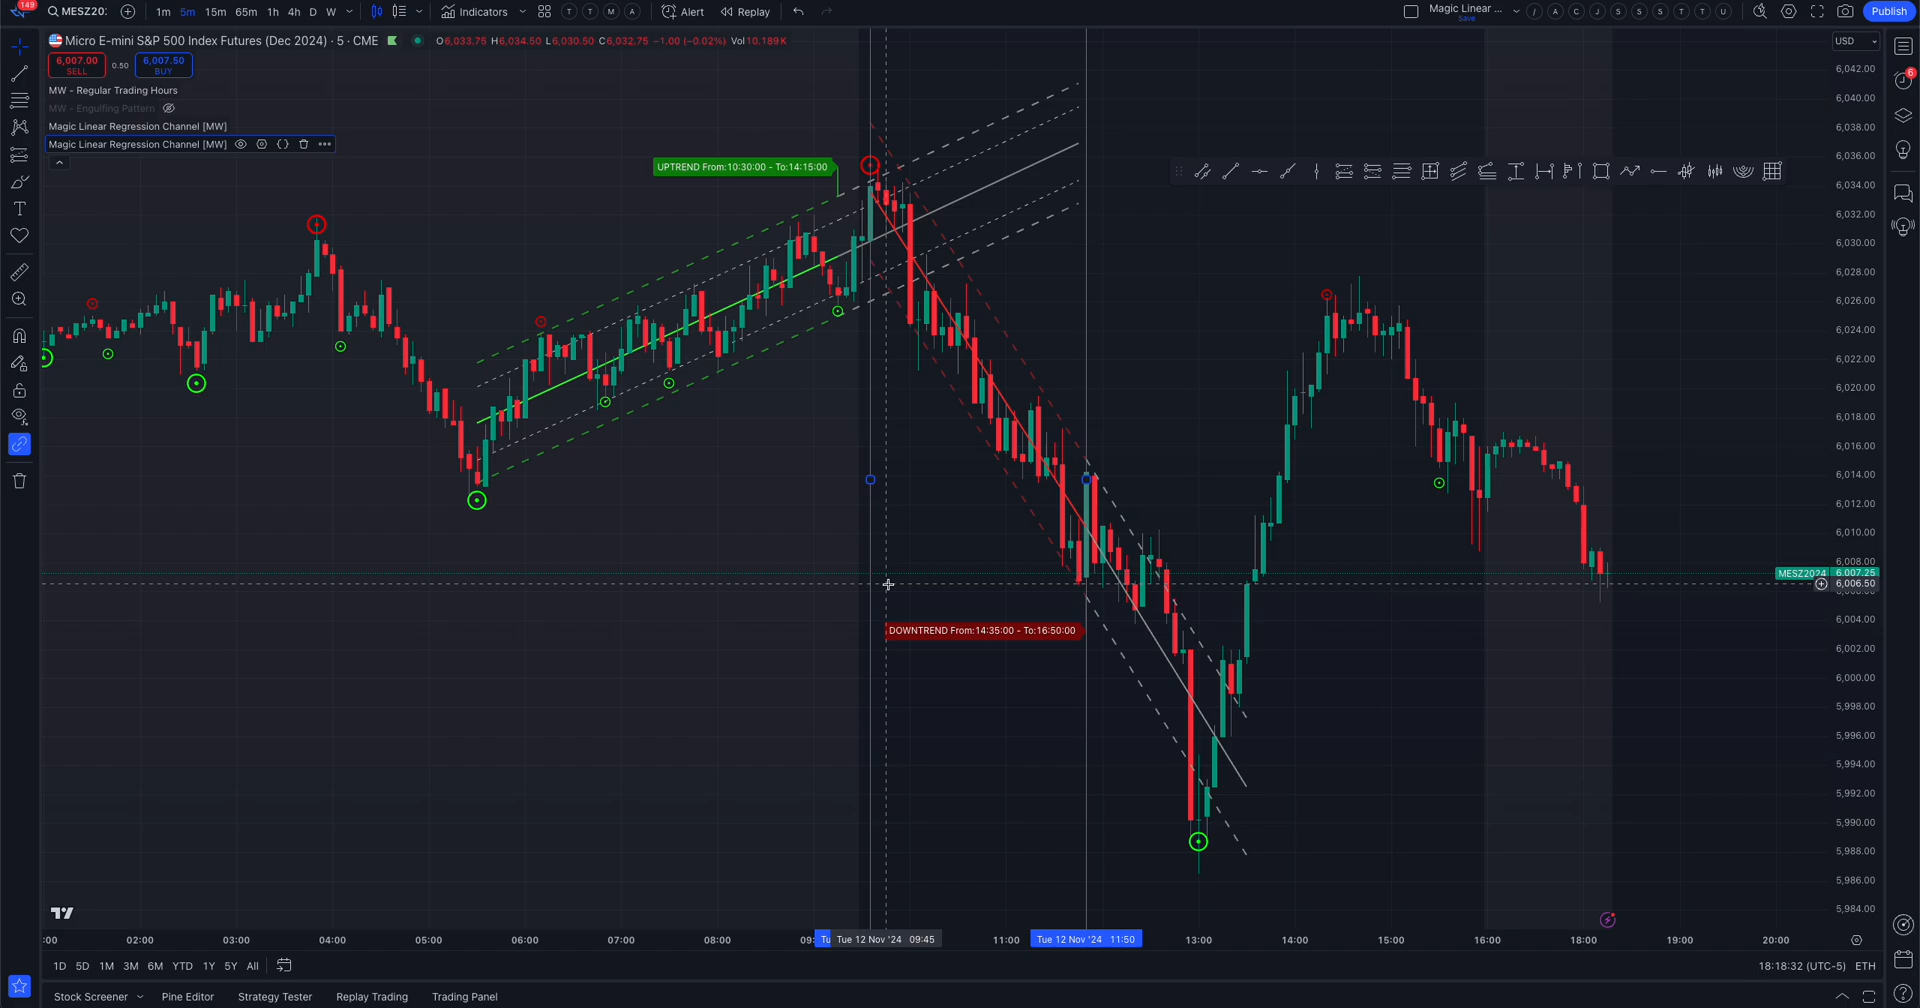 149
MESZ20:
1m 5m 15m 65m 1h 4h D W
Indicators
T T M A
Alert
Replay
Magic Linear ...
Save
/ A C J S S S T T U
Publish
Micro E-mini S&P 500 Index Futures (Dec 2024) · 5 · CME
O6,033.75 H6,034.50 L6,030.50 C6,032.75 −1.00 (−0.02%) Vol10.189K
USD
6,007.00
SELL
0.50
6,007.50
BUY
MW - Regular Trading Hours
MW - Engulfing Pattern
Magic Linear Regression Channel [MW]
Magic Linear Regression Channel [MW]
UPTREND From:10:30:00 - To:14:15:00
DOWNTREND From:14:35:00 - To:16:50:00
6
6,042.00
6,040.00
6,038.00
6,036.00
6,034.00
6,032.00
6,030.00
6,028.00
6,026.00
6,024.00
6,022.00
6,020.00
6,018.00
6,016.00
6,014.00
6,012.00
6,010.00
6,008.00
MESZ2024 6,007.25
6,006.50
6,004.00
6,002.00
6,000.00
5,998.00
5,996.00
5,994.00
5,992.00
5,990.00
5,988.00
5,986.00
5,984.00
:00 02:00 03:00 04:00 05:00 06:00 07:00 08:00 Tu Tue 12 Nov '24 09:45 11:00 Tue 12 Nov '24 11:50 13:00 14:00 15:00 16:00 18:00 19:00 20:00
1D 5D 1M 3M 6M YTD 1Y 5Y All
18:18:32 (UTC-5) ETH
Stock Screener Pine Editor Strategy Tester Replay Trading Trading Panel